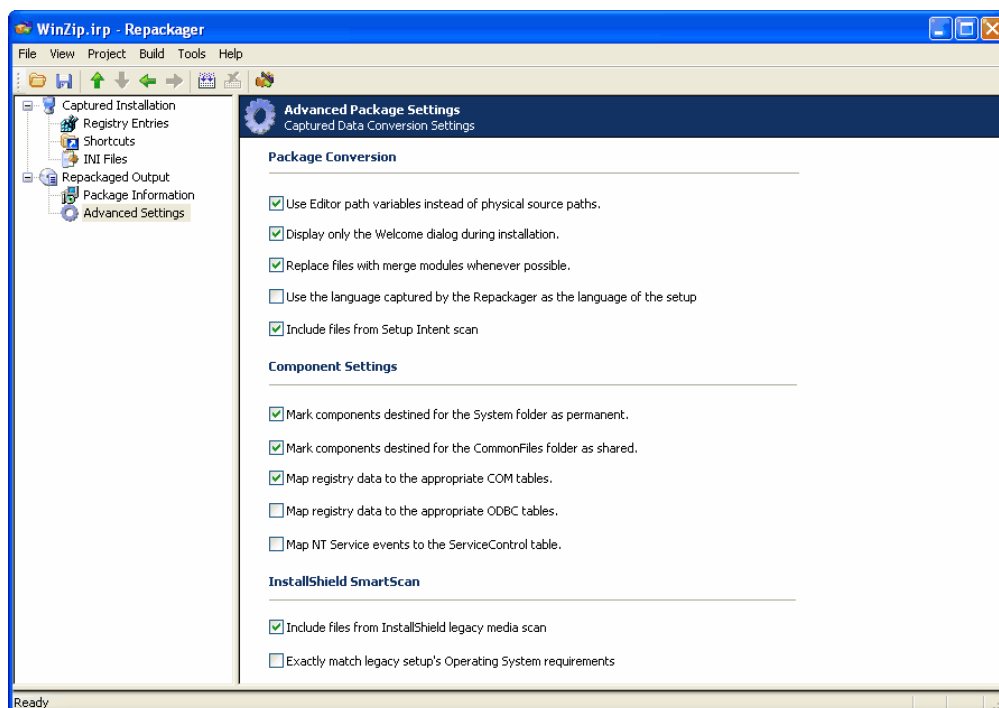 WinZip.irp - Repackager
File View Project Build Tools Help
Captured Installation
Registry Entries
Shortcuts
INI Files
Repackaged Output
Package Information
Advanced Settings
Advanced Package Settings
Captured Data Conversion Settings
Package Conversion
Use Editor path variables instead of physical source paths.
Display only the Welcome dialog during installation.
Replace files with merge modules whenever possible.
Use the language captured by the Repackager as the language of the setup
Include files from Setup Intent scan
Component Settings
Mark components destined for the System folder as permanent.
Mark components destined for the CommonFiles folder as shared.
Map registry data to the appropriate COM tables.
Map registry data to the appropriate ODBC tables.
Map NT Service events to the ServiceControl table.
InstallShield SmartScan
Include files from InstallShield legacy media scan
Exactly match legacy setup's Operating System requirements
Ready